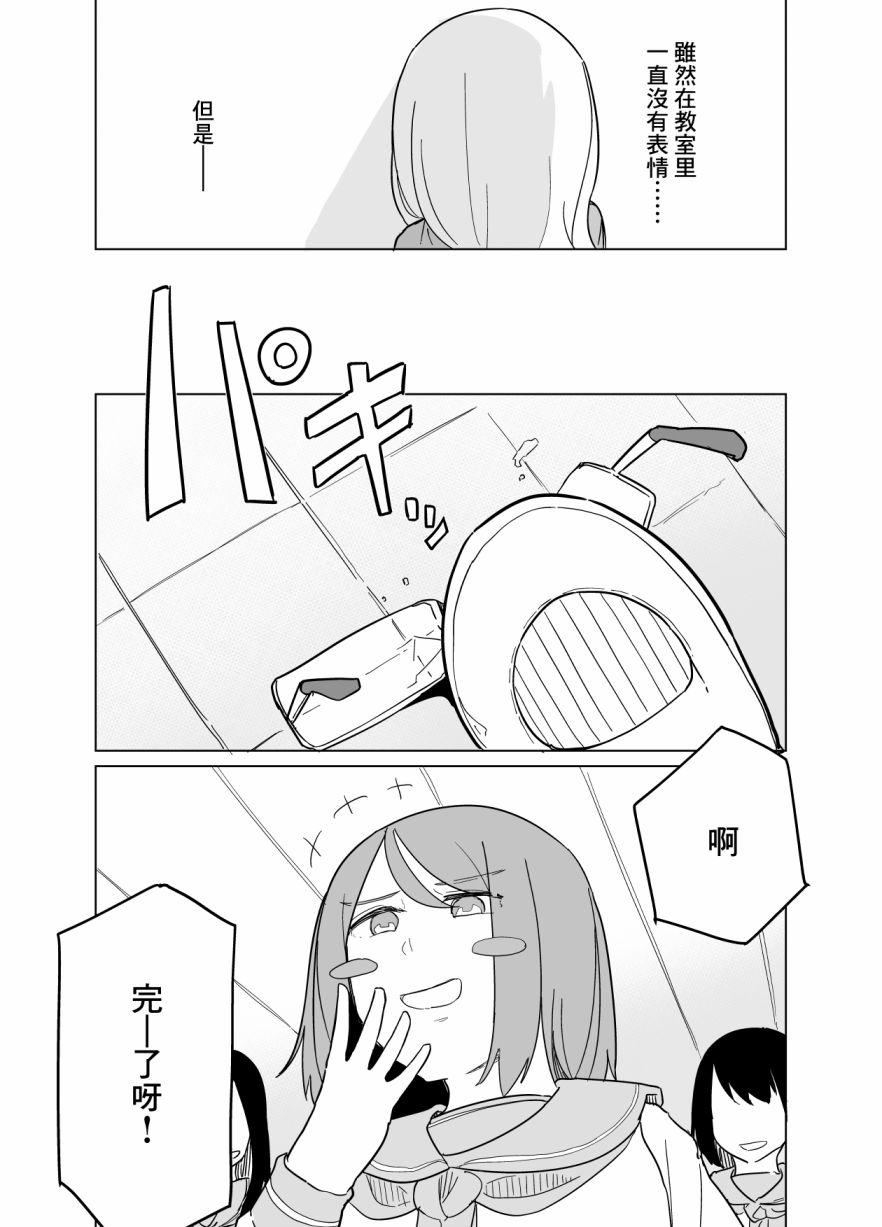 雖然在教室里
一直沒有表情……
但是——
パキッ
啊
完—了呀！